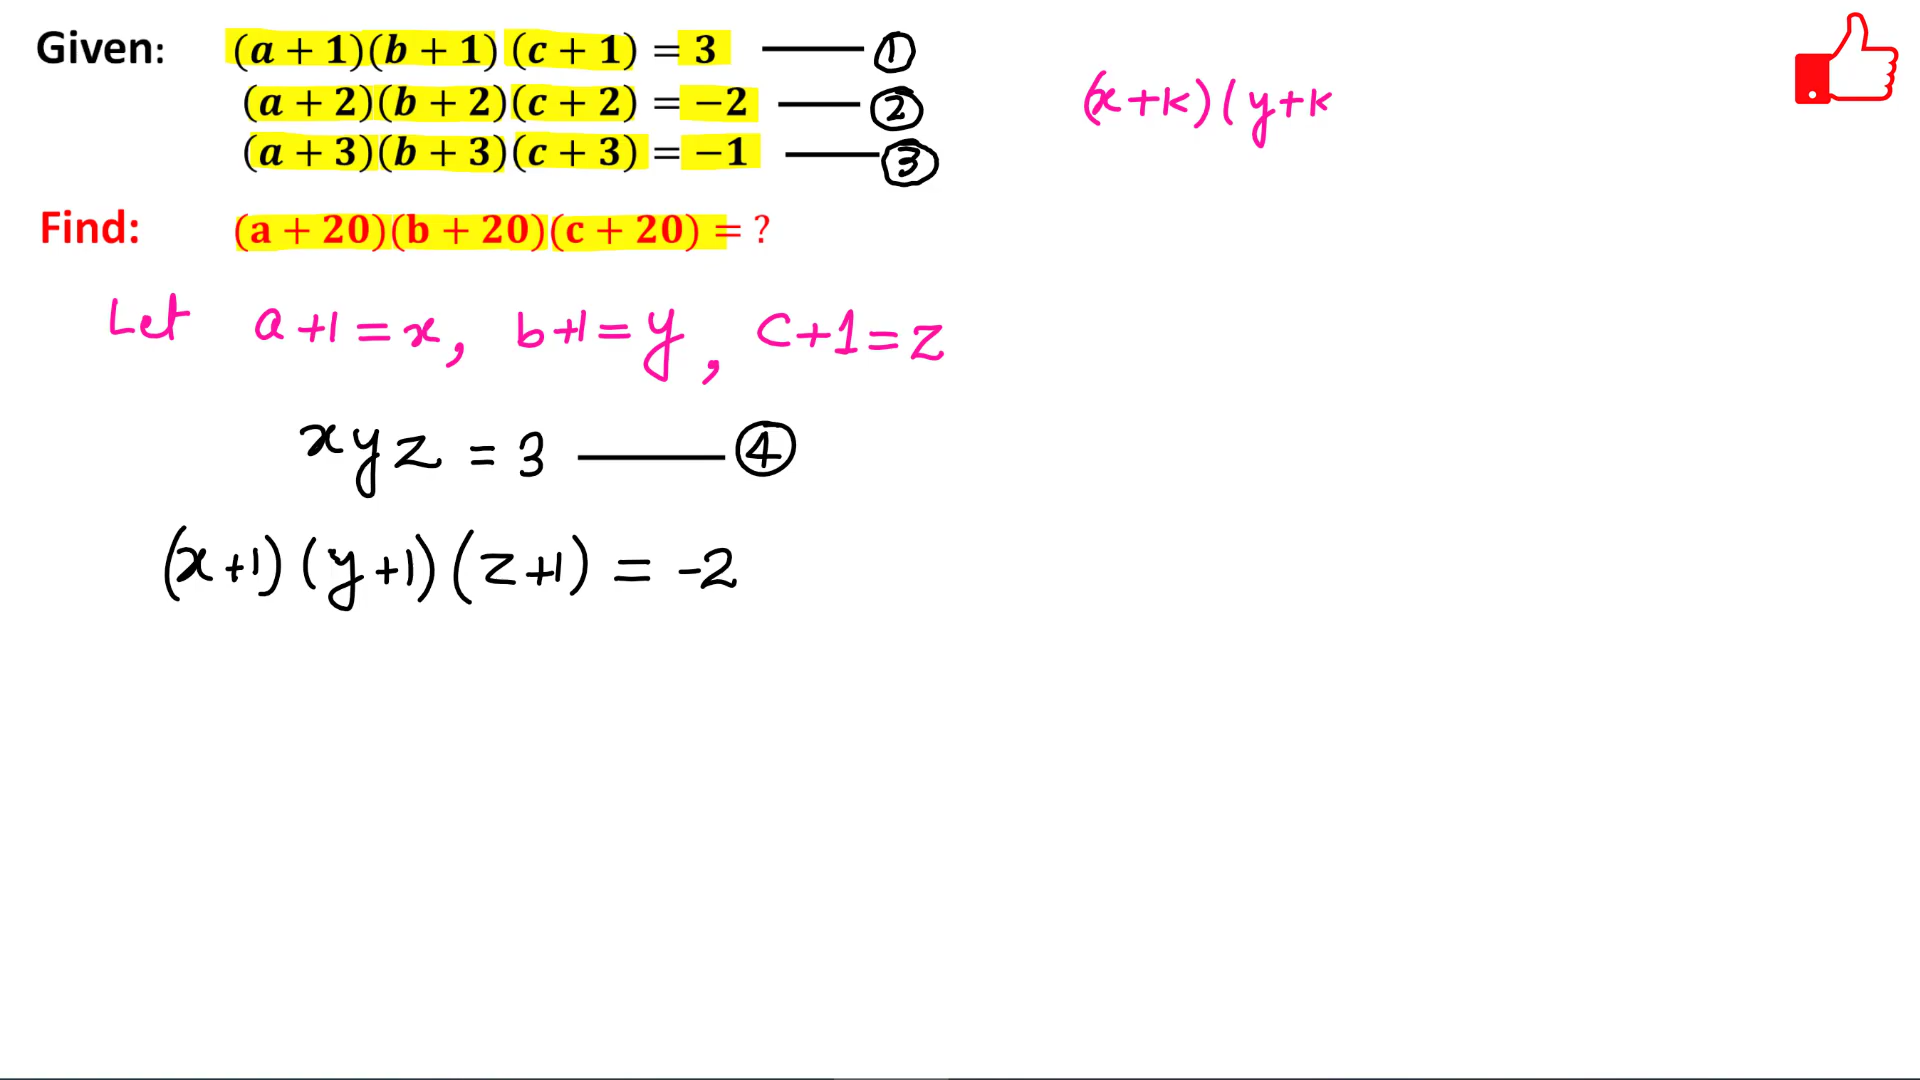 Given: (a + 1)(b + 1) (c + 1) = 3 —— ①
(a + 2)(b + 2)(c + 2) = −2 —— ②
(a + 3)(b + 3)(c + 3) = −1 —— ③
(x+k)(y+k
Find: (a + 20)(b + 20)(c + 20) = ?
Let a+1=x, b+1=y, c+1=z
xyz = 3 —— ④
(x+1)(y+1)(z+1) = -2